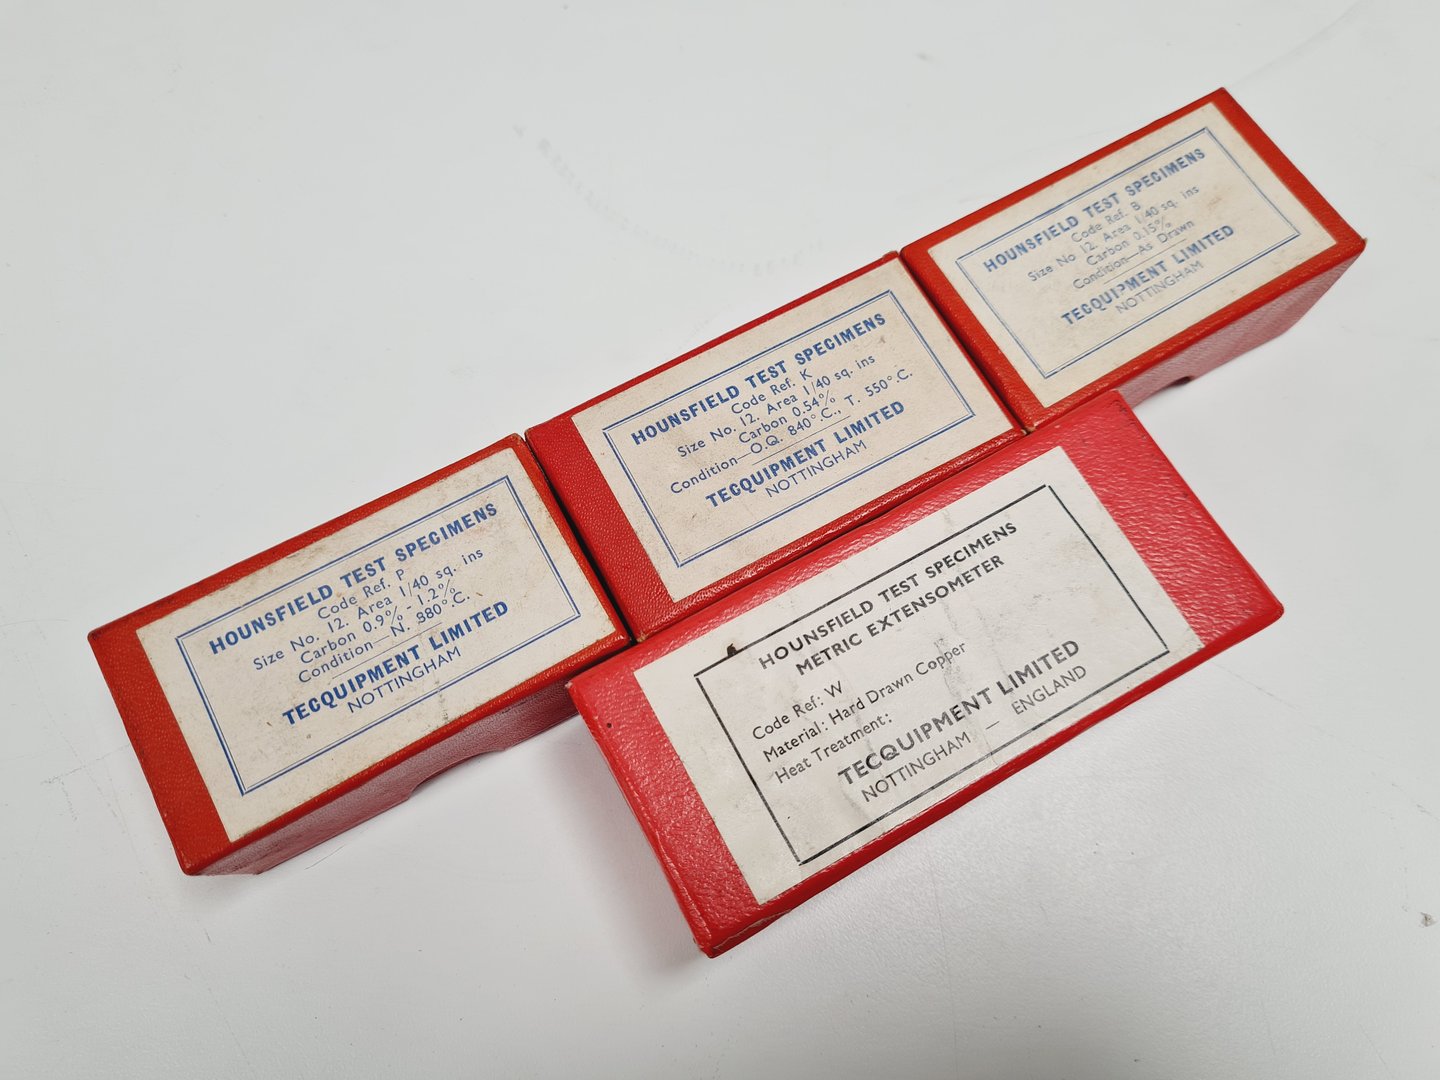 HOUNSFIELD TEST SPECIMENS
Code Ref. P
Size No. 12. Area 1/40 sq. ins
Carbon 0.9% - 1.2%
Condition—N. 880°.C.
TECQUIPMENT LIMITED
NOTTINGHAM
HOUNSFIELD TEST SPECIMENS
Code Ref. K
Size No. 12. Area 1/40 sq. ins
Carbon 0.54%
Condition—O.Q. 840°.C., T. 550°.C.
TECQUIPMENT LIMITED
NOTTINGHAM
HOUNSFIELD TEST SPECIMENS
Code Ref. B
Size No 12. Area 1/40 sq. ins
Carbon 0.15%
Condition—As Drawn
TECQUIPMENT LIMITED
NOTTINGHAM
HOUNSFIELD TEST SPECIMENS
METRIC EXTENSOMETER
Code Ref: W
Material: Hard Drawn Copper
Heat Treatment:
TECQUIPMENT LIMITED
NOTTINGHAM — ENGLAND